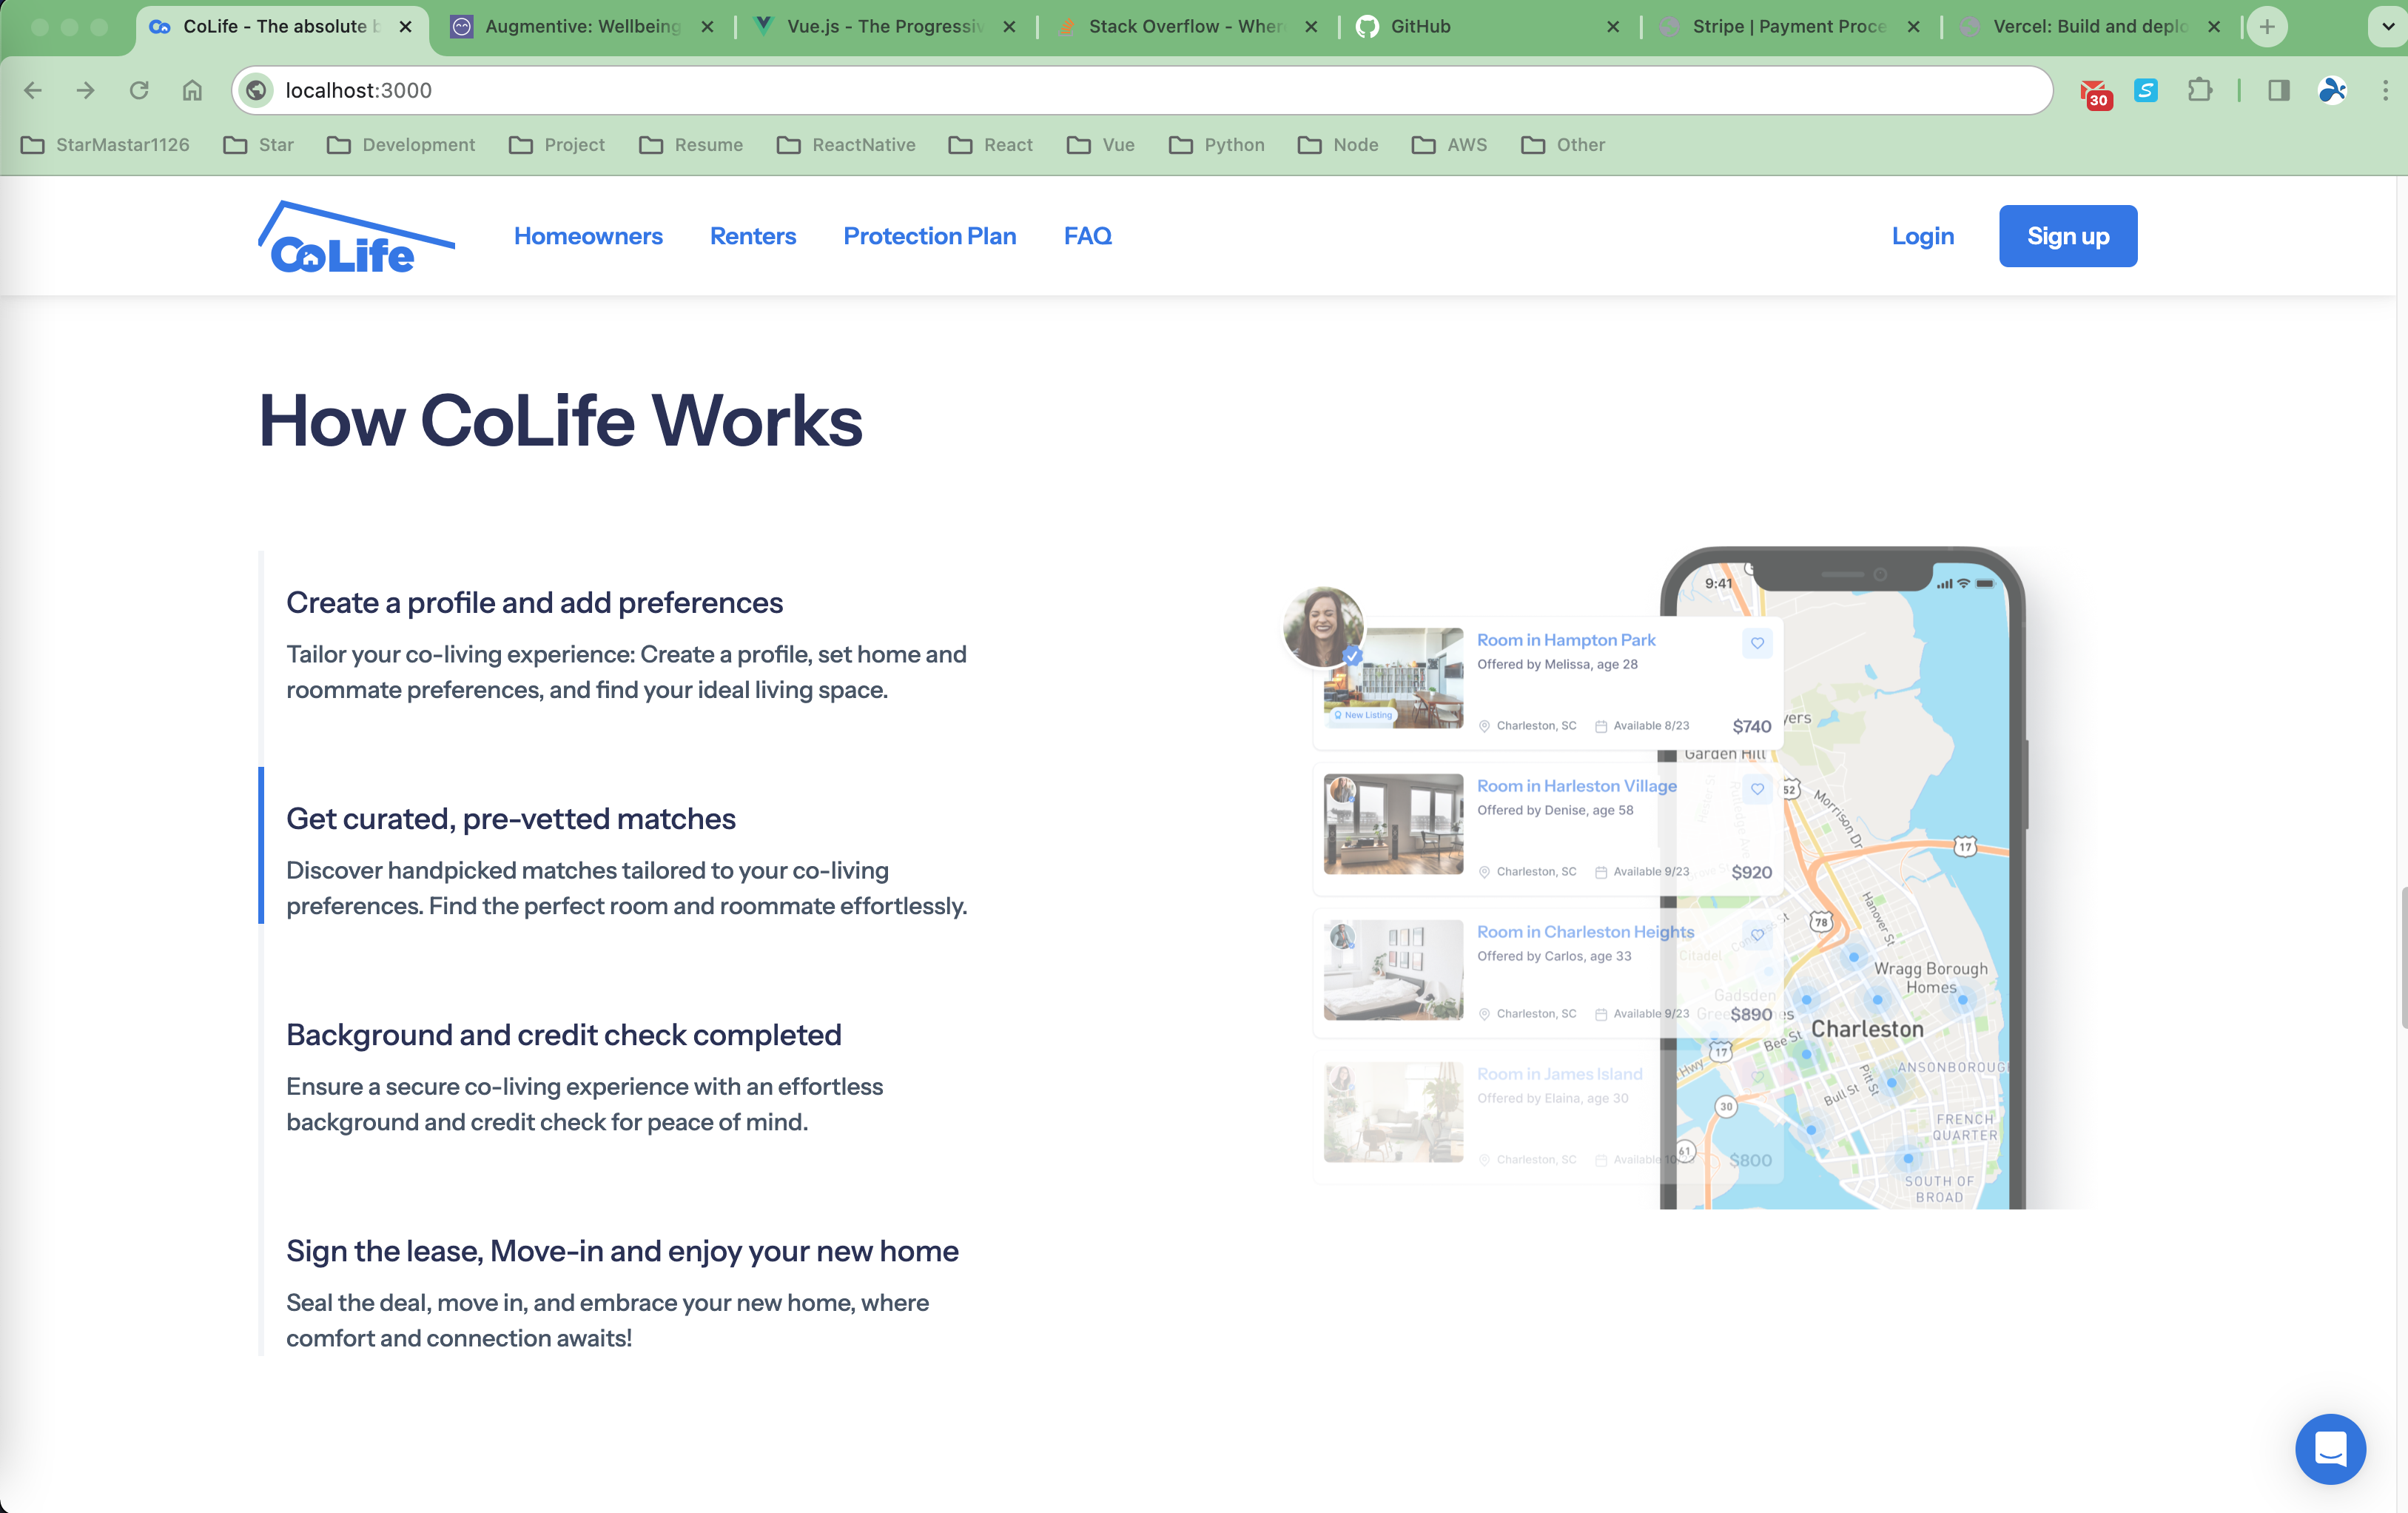 CoLife - The absolute b
Augmentive: Wellbeing
Vue.js - The Progressiv
Stack Overflow - Wher
GitHub
Stripe | Payment Proce
Vercel: Build and deplo
localhost:3000
30
StarMastar1126
Star
Development
Project
Resume
ReactNative
React
Vue
Python
Node
AWS
Other
CoLife
Homeowners
Renters
Protection Plan
FAQ
Login
Sign up
How CoLife Works
Create a profile and add preferences
Tailor your co-living experience: Create a profile, set home and
roommate preferences, and find your ideal living space.
Get curated, pre-vetted matches
Discover handpicked matches tailored to your co-living
preferences. Find the perfect room and roommate effortlessly.
Background and credit check completed
Ensure a secure co-living experience with an effortless
background and credit check for peace of mind.
Sign the lease, Move-in and enjoy your new home
Seal the deal, move in, and embrace your new home, where
comfort and connection awaits!
9:41
Room in Hampton Park
Offered by Melissa, age 28
New Listing
Charleston, SC
Available 8/23
$740
Room in Harleston Village
Offered by Denise, age 58
Charleston, SC
Available 9/23
$920
Room in Charleston Heights
Offered by Carlos, age 33
Charleston, SC
Available 9/23
$890
Room in James Island
Offered by Elaina, age 30
Charleston, SC
Available 10
$800
yers
Garden Hill
52
Morrison Dr
17
78
Hanover St
Citadel
Wragg Borough
Homes
Gadsden
Charleston
Bee St
17
Hwy
ANSONBOROUG
Pitt St
Bull St
30
FRENCH
QUARTER
61
SOUTH OF
BROAD